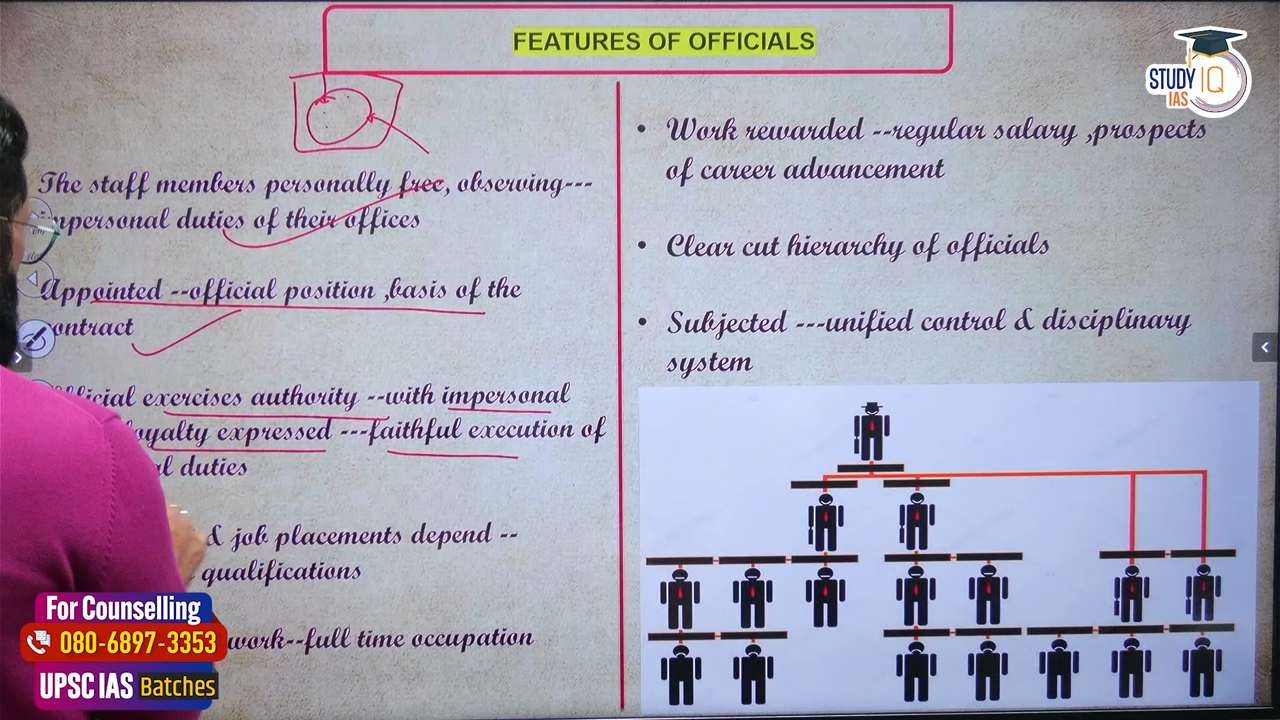 FEATURES OF OFFICIALS
STUDY IQ
IAS
The staff members personally free, observing---
impersonal duties of their offices
Appointed --official position ,basis of the
contract
exercises authority --with impersonal
loyalty expressed ---faithful execution of
duties
& job placements depend --
qualifications
work--full time occupation
• Work rewarded --regular salary ,prospects
of career advancement
• Clear cut hierarchy of officials
• Subjected ---unified control & disciplinary
system
For Counselling
080-6897-3353
UPSC IAS Batches